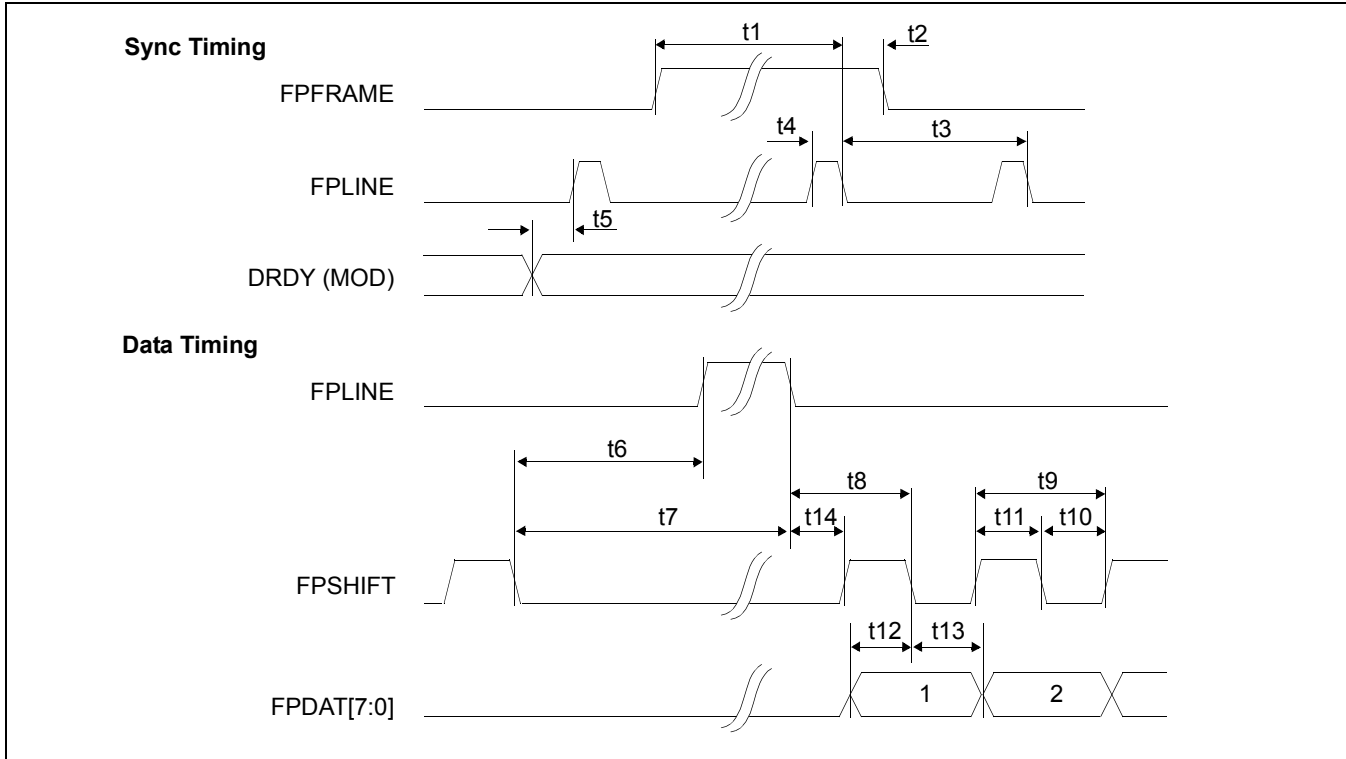 Sync Timing
t1
t2
FPFRAME
t4
t3
FPLINE
t5
DRDY (MOD)
Data Timing
FPLINE
t6
t8
t9
t7
t14
t11
t10
FPSHIFT
t12
t13
FPDAT[7:0]
1
2